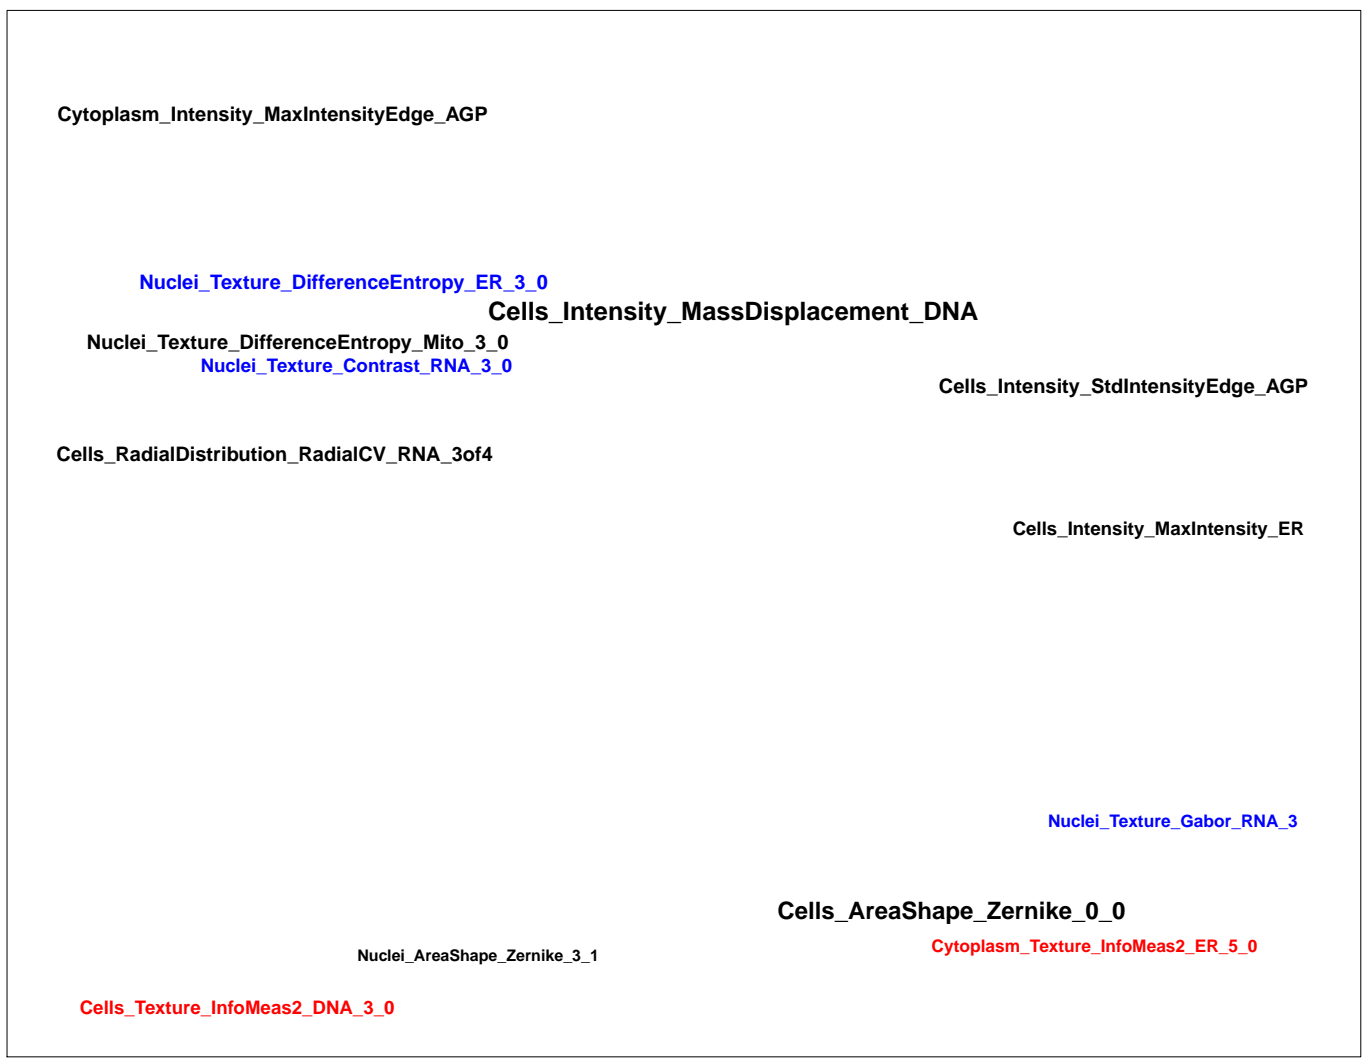 Cytoplasm_Intensity_MaxIntensityEdge_AGP
Nuclei_Texture_DifferenceEntropy_ER_3_0
Cells_Intensity_MassDisplacement_DNA
Nuclei_Texture_DifferenceEntropy_Mito_3_0
Nuclei_Texture_Contrast_RNA_3_0
Cells_Intensity_StdIntensityEdge_AGP
Cells_RadialDistribution_RadialCV_RNA_3of4
Cells_Intensity_MaxIntensity_ER
Nuclei_Texture_Gabor_RNA_3
Cells_AreaShape_Zernike_0_0
Cytoplasm_Texture_InfoMeas2_ER_5_0
Nuclei_AreaShape_Zernike_3_1
Cells_Texture_InfoMeas2_DNA_3_0